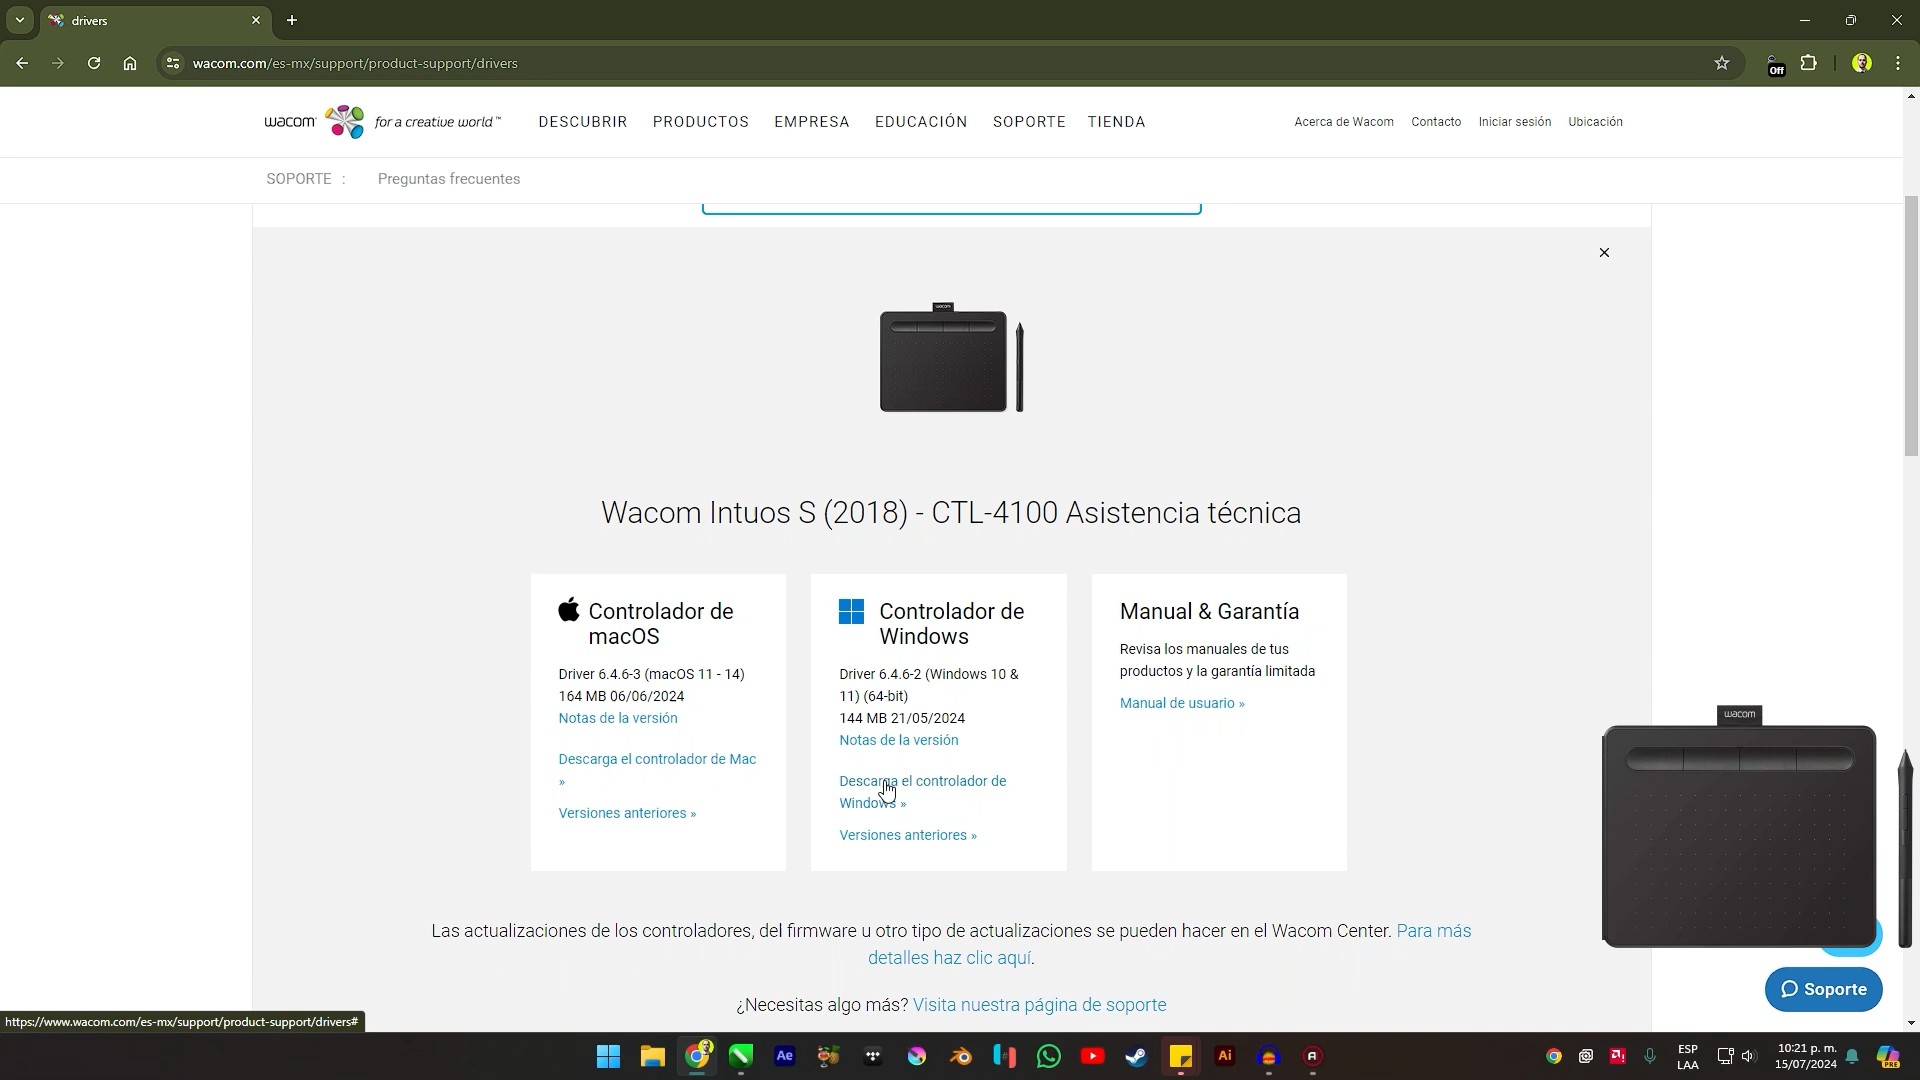 drivers
wacom.com/es-mx/support/product-support/drivers
Off
wacom for a creative world™
DESCUBRIR PRODUCTOS EMPRESA EDUCACIÓN SOPORTE TIENDA
Acerca de Wacom Contacto Iniciar sesión Ubicación
SOPORTE : Preguntas frecuentes
wacom
Wacom Intuos S (2018) - CTL-4100 Asistencia técnica
Controlador de
macOS
Driver 6.4.6-3 (macOS 11 - 14)
164 MB 06/06/2024
Notas de la versión
Descarga el controlador de Mac
»
Versiones anteriores »
Controlador de
Windows
Driver 6.4.6-2 (Windows 10 &
11) (64-bit)
144 MB 21/05/2024
Notas de la versión
Descarga el controlador de
Windows »
Versiones anteriores »
Manual & Garantía
Revisa los manuales de tus
productos y la garantía limitada
Manual de usuario »
wacom
Las actualizaciones de los controladores, del firmware u otro tipo de actualizaciones se pueden hacer en el Wacom Center. Para más
detalles haz clic aquí.
¿Necesitas algo más? Visita nuestra página de soporte
Soporte
https://www.wacom.com/es-mx/support/product-support/drivers#
Ae
Ai
ESP
LAA
10:21 p. m.
15/07/2024
PRE